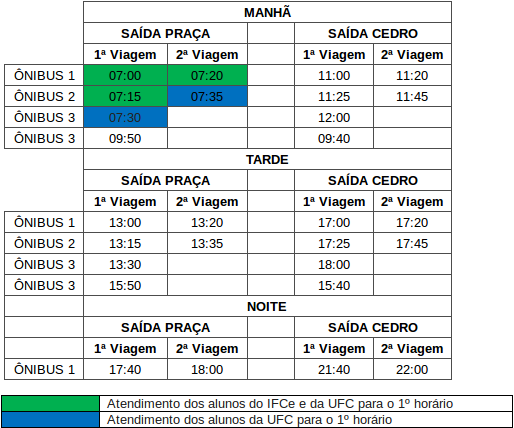 MANHÃ
SAÍDA PRAÇA SAÍDA CEDRO
1ª Viagem 2ª Viagem 1ª Viagem 2ª Viagem
ÔNIBUS 1 07:00 07:20 11:00 11:20
ÔNIBUS 2 07:15 07:35 11:25 11:45
ÔNIBUS 3 07:30 12:00
ÔNIBUS 3 09:50 09:40
TARDE
SAÍDA PRAÇA SAÍDA CEDRO
1ª Viagem 2ª Viagem 1ª Viagem 2ª Viagem
ÔNIBUS 1 13:00 13:20 17:00 17:20
ÔNIBUS 2 13:15 13:35 17:25 17:45
ÔNIBUS 3 13:30 18:00
ÔNIBUS 3 15:50 15:40
NOITE
SAÍDA PRAÇA SAÍDA CEDRO
1ª Viagem 2ª Viagem 1ª Viagem 2ª Viagem
ÔNIBUS 1 17:40 18:00 21:40 22:00
Atendimento dos alunos do IFCe e da UFC para o 1º horário
Atendimento dos alunos da UFC para o 1º horário